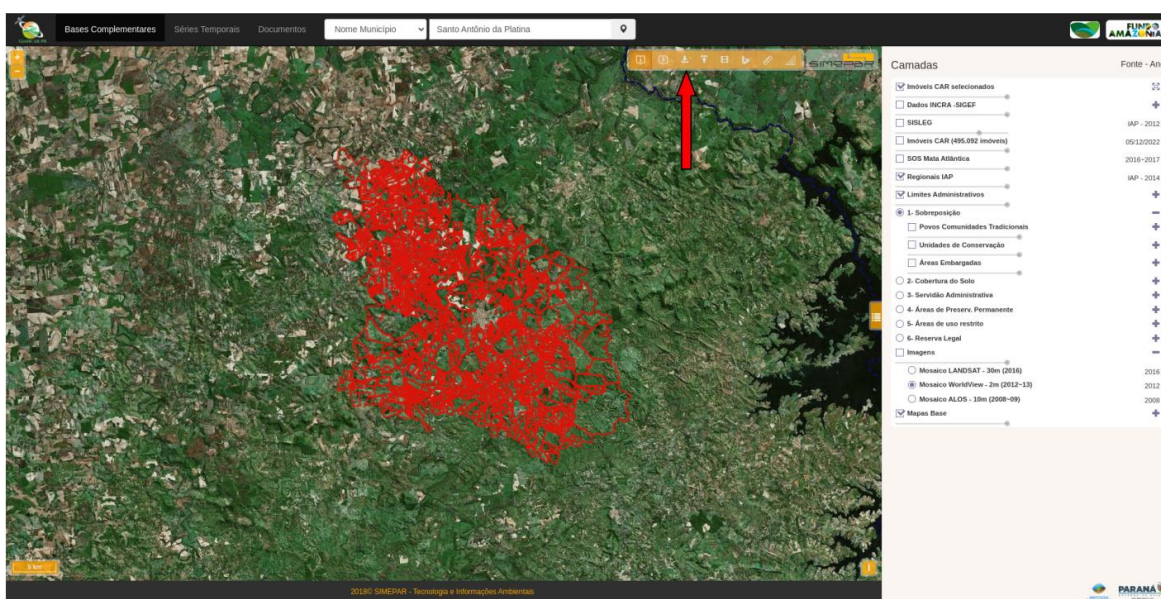 Bases Complementares Séries Temporais Documentos Nome Município Santo Antônio da Platina
FUNDO
AMAZÔNIA
SIMEPAR
Camadas Fonte - An
Imóveis CAR selecionados
Dados INCRA -SIGEF
SISLEG IAP - 2012
Imóveis CAR (495.092 imóveis) 05/12/2022
SOS Mata Atlântica 2016~2017
Regionais IAP IAP - 2014
Limites Administrativos
1- Sobreposição
Povos Comunidades Tradicionais
Unidades de Conservação
Áreas Embargadas
2- Cobertura do Solo
3- Servidão Administrativa
4- Áreas de Preserv. Permanente
5- Áreas de uso restrito
6- Reserva Legal
Imagens
Mosaico LANDSAT - 30m (2016) 2016
Mosaico WorldView - 2m (2012~13) 2012
Mosaico ALOS - 10m (2008~09) 2008
Mapas Base
5 km
2018© SIMEPAR - Tecnologia e Informações Ambientais
PARANÁ